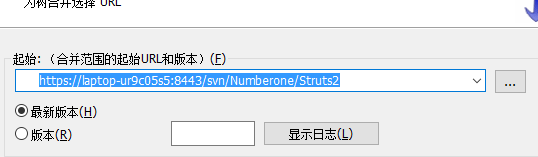 为树合并选择 URL
起始：（合并范围的起始URL和版本）(F)
https://laptop-ur9c05s5:8443/svn/Numberone/Struts2
...
最新版本(H)
版本(R)
显示日志(L)